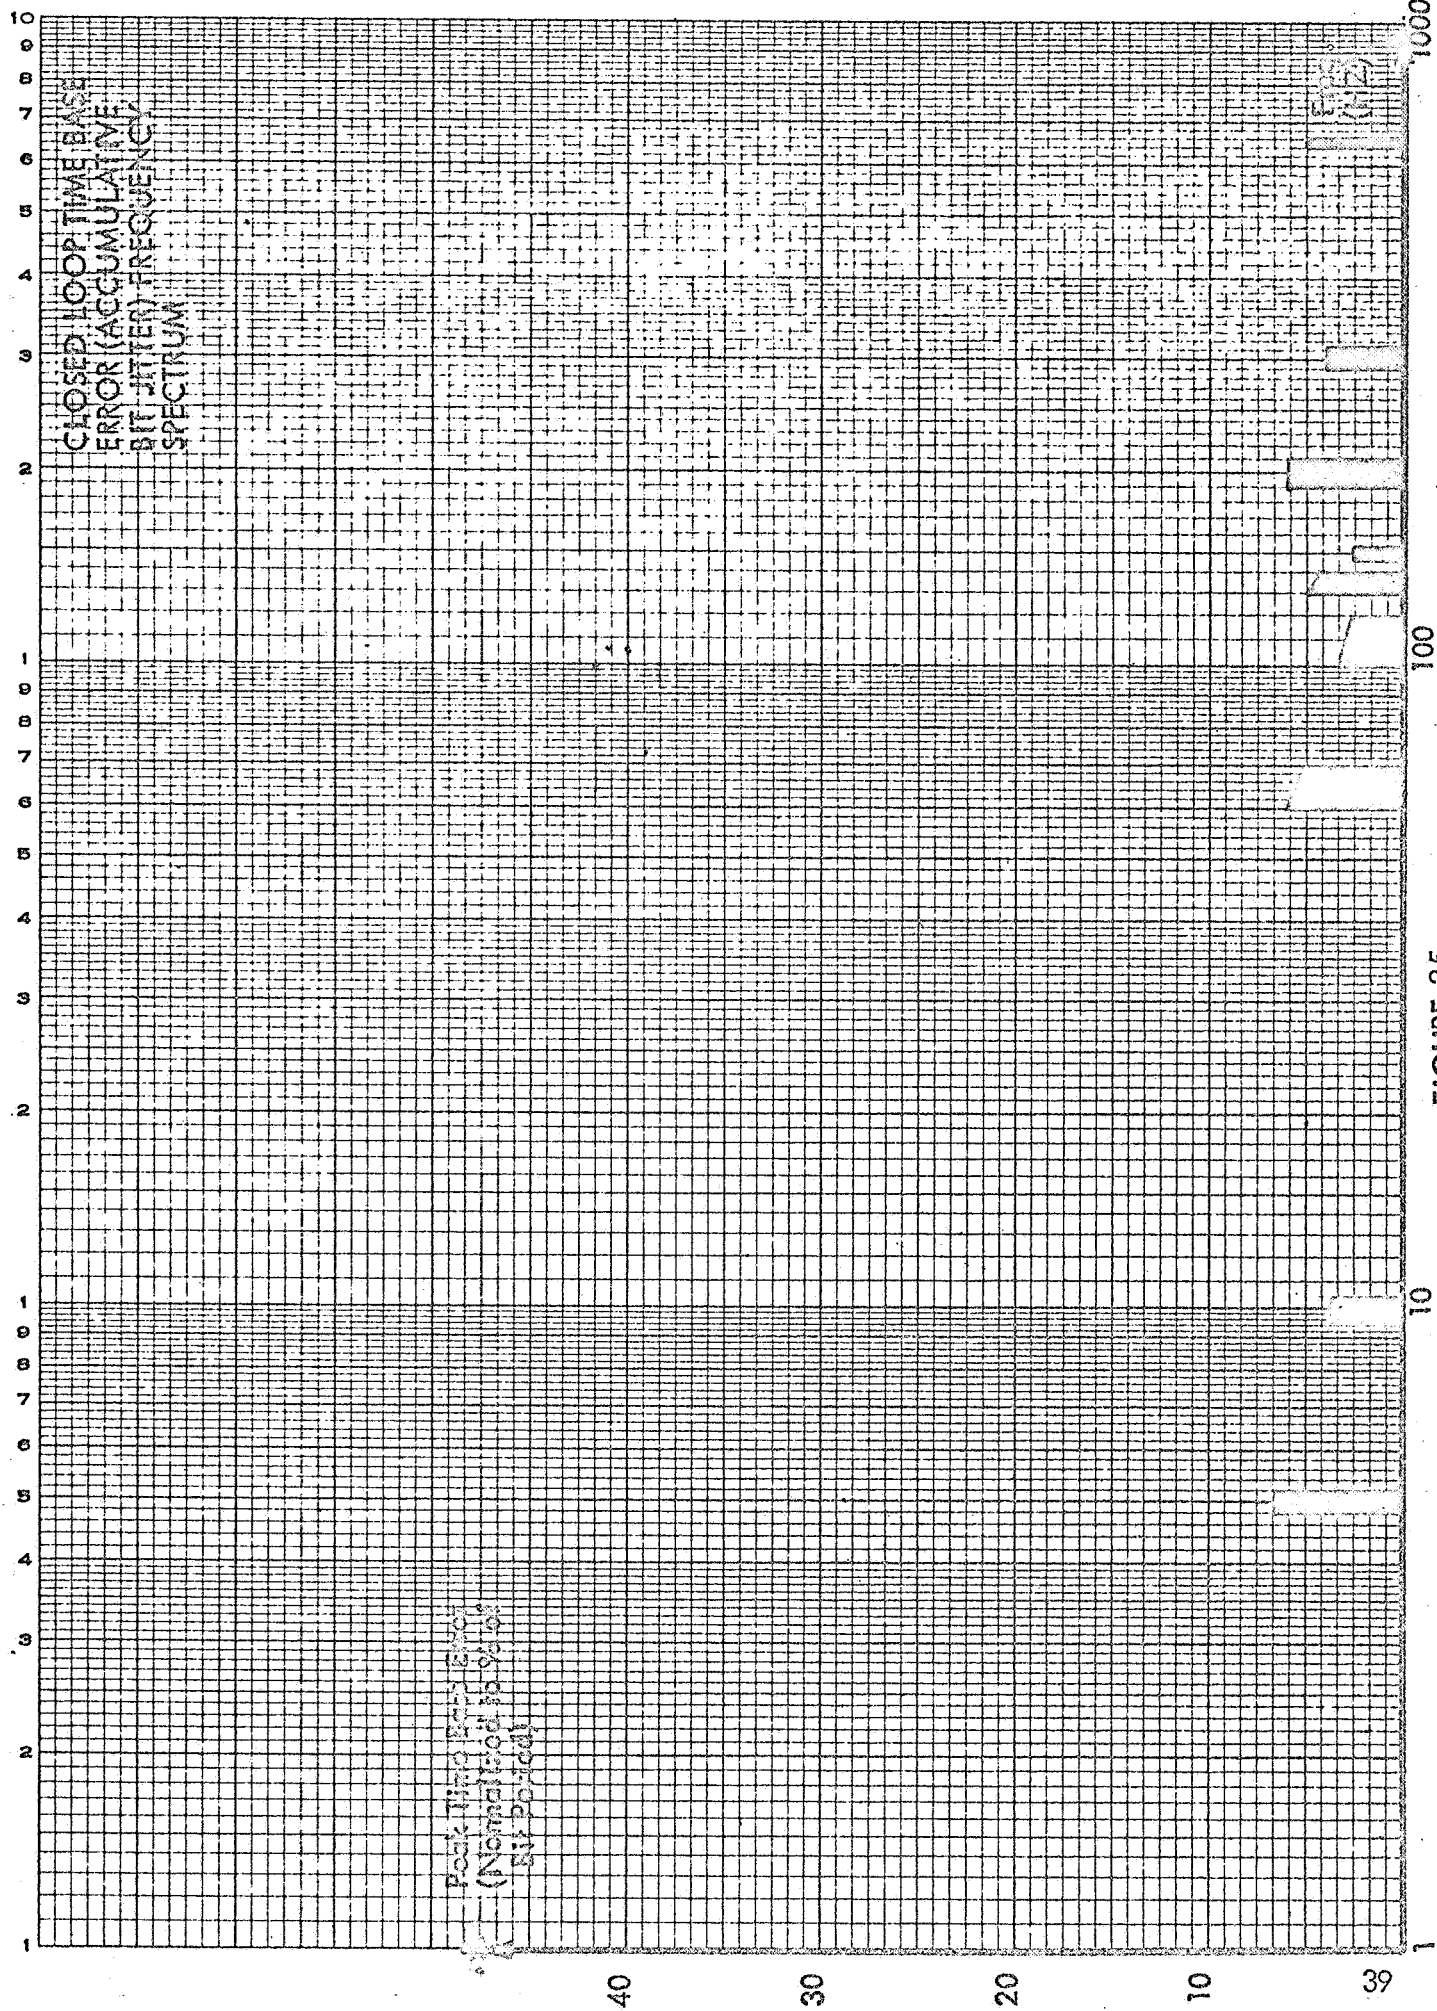 CLOSED LOOP TIME BASE
ERROR (ACCUMULATIVE
BIT JITTER) FREQUENCY
SPECTRUM
Peak Time Base Error
(Normalized to % of
Bit Period)
40
30
20
10
1
10
100
1000
(HZ)
1 2 3 4 5 6 7 8 9 1 2 3 4 5 6 7 8 9 1 2 3 4 5 6 7 8 9 10
39